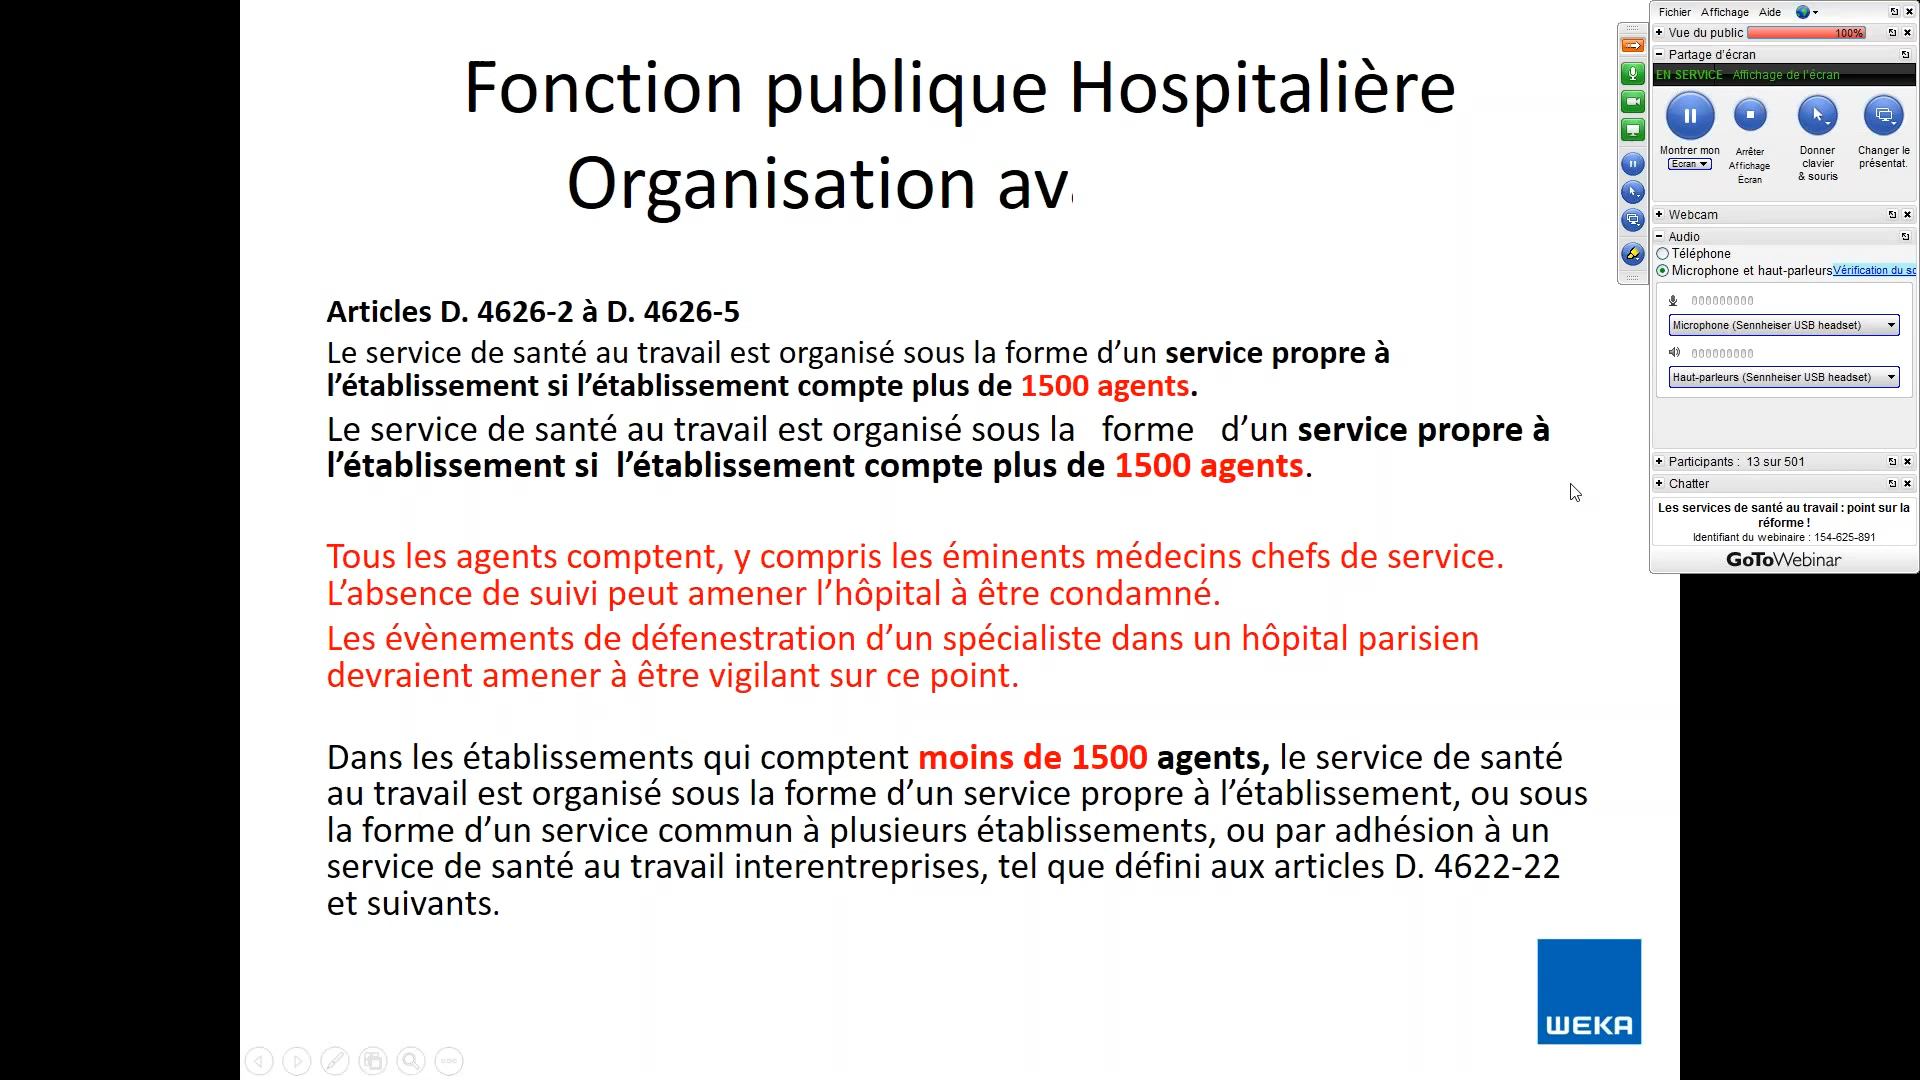 Fonction publique Hospitalière
Organisation
Articles D. 4626-2 à D. 4626-5
Le service de santé au travail est organisé sous la forme d’un service propre à
l’établissement si l’établissement compte plus de 1500 agents.
Le service de santé au travail est organisé sous la forme d’un service propre à
l’établissement si l’établissement compte plus de 1500 agents.
Tous les agents comptent, y compris les éminents médecins chefs de service.
L’absence de suivi peut amener l’hôpital à être condamné.
Les évènements de défenestration d’un spécialiste dans un hôpital parisien
devraient amener à être vigilant sur ce point.
Dans les établissements qui comptent moins de 1500 agents, le service de santé
au travail est organisé sous la forme d’un service propre à l’établissement, ou sous
la forme d’un service commun à plusieurs établissements, ou par adhésion à un
service de santé au travail interentreprises, tel que défini aux articles D. 4622-22
et suivants.
WEKA
Fichier Affichage Aide
Vue du public 100%
Partage d’écran
EN SERVICE Affichage de l’écran
Montrer mon
Ecran
Arrêter
Affichage
Écran
Donner
clavier
& souris
Changer le
présentat.
Webcam
Audio
Téléphone
Microphone et haut-parleurs Vérification du
000000000
Microphone (Sennheiser USB headset)
000000000
Haut-parleurs (Sennheiser USB headset)
Participants : 13 sur 501
Chatter
Les services de santé au travail : point sur la
réforme !
Identifiant du webinaire : 154-625-891
GoToWebinar